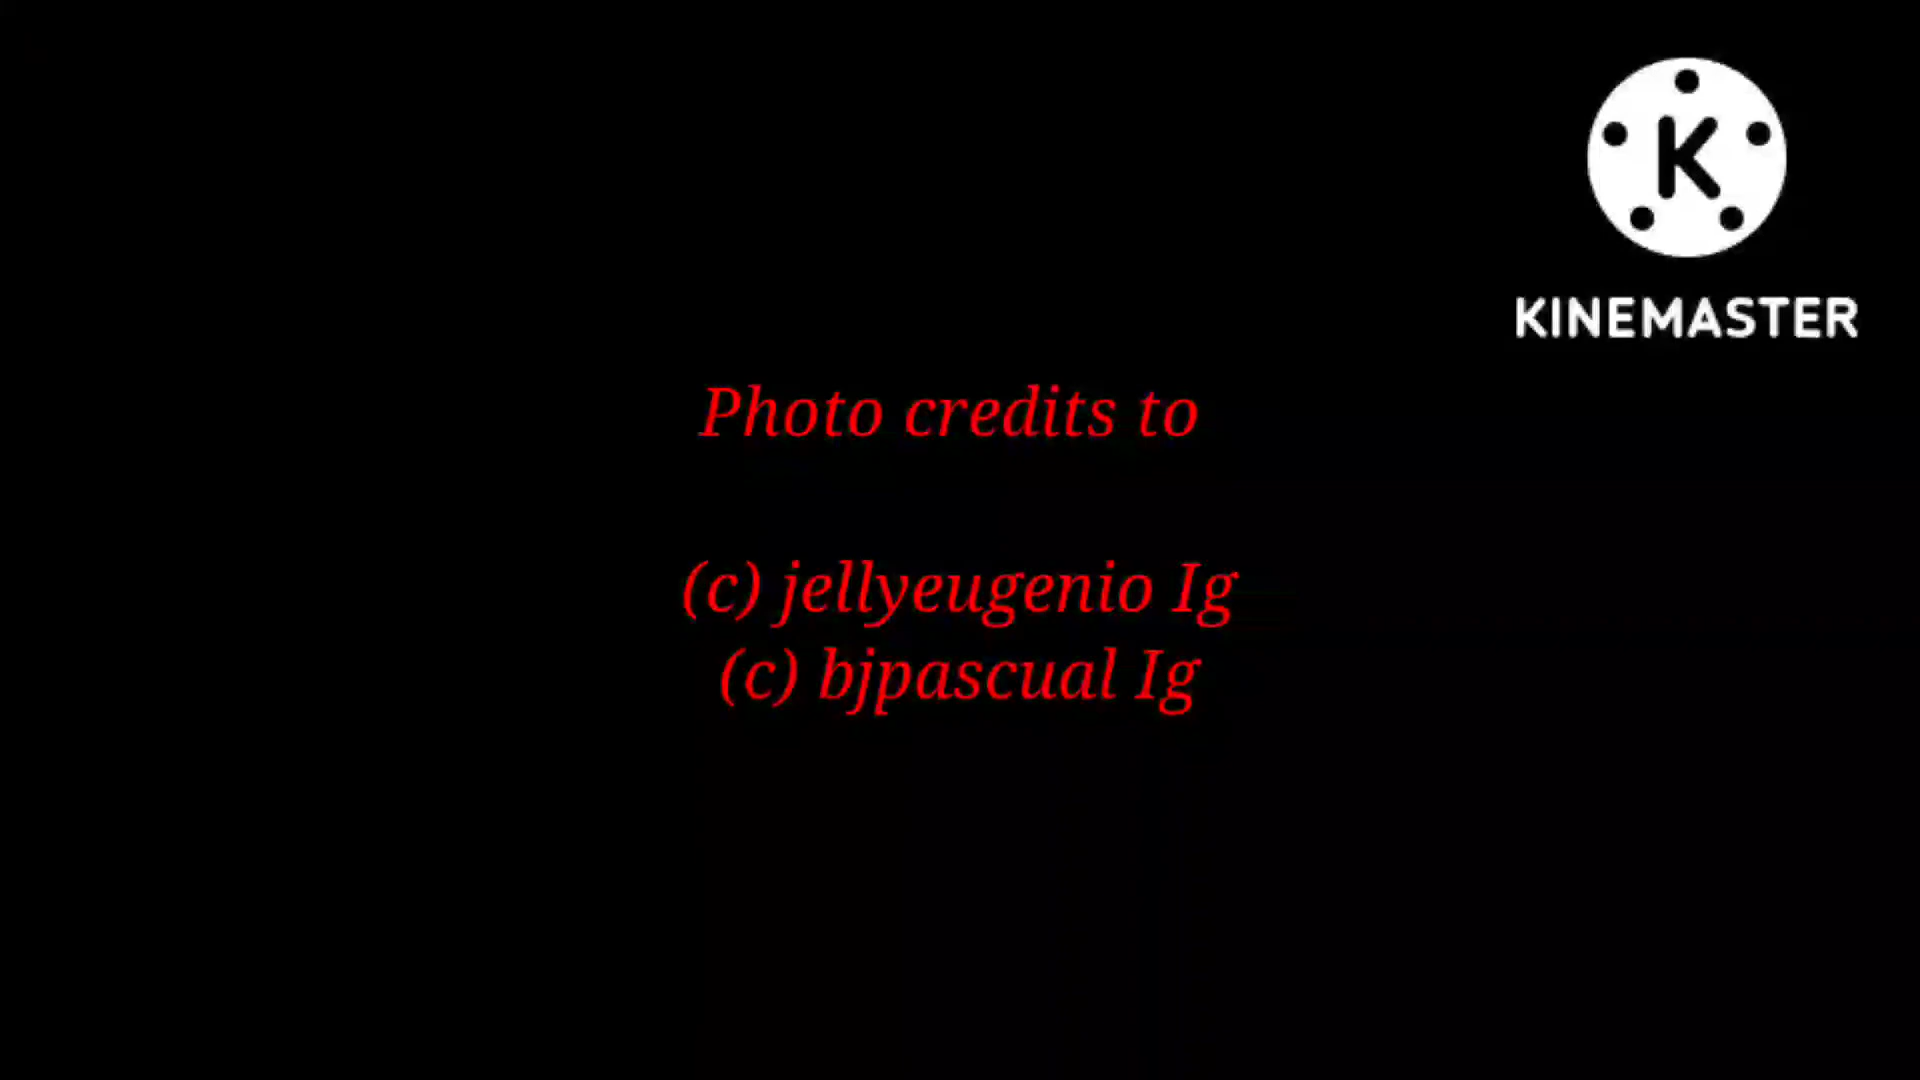 K
KINEMASTER
Photo credits to
(c) jellyeugenio Ig
(c) bjpascual Ig